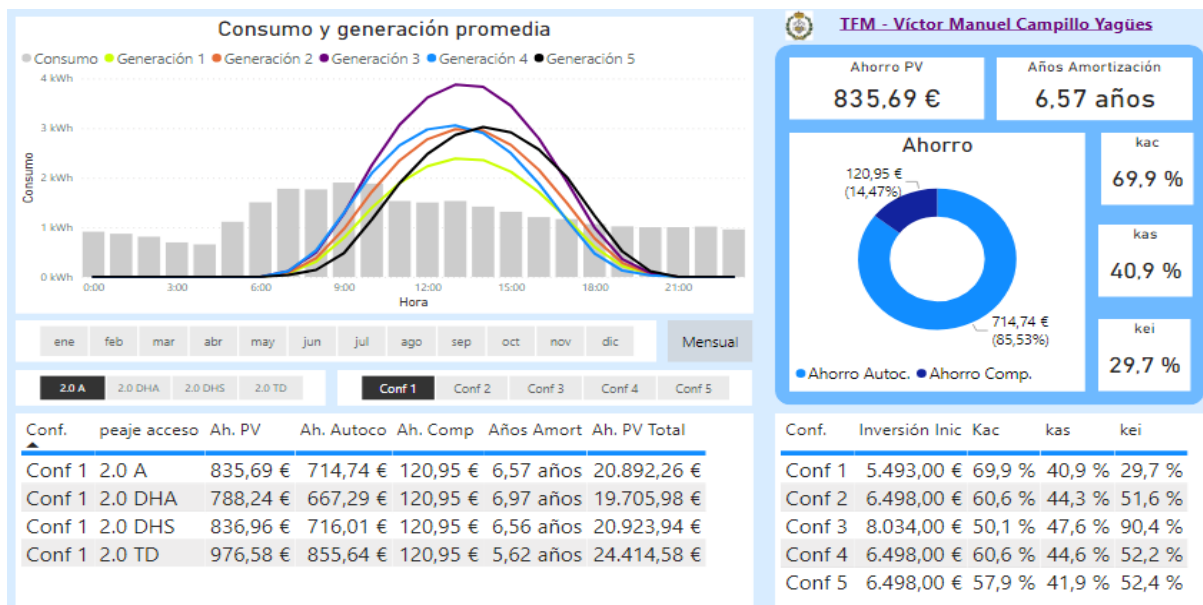 Consumo y generación promedia
Consumo Generación 1 Generación 2 Generación 3 Generación 4 Generación 5
4 kWh
3 kWh
2 kWh
1 kWh
0 kWh
Consumo
0:00 3:00 6:00 9:00 12:00 15:00 18:00 21:00
Hora
TFM - Víctor Manuel Campillo Yagües
Ahorro PV
835,69 €
Años Amortización
6,57 años
Ahorro
120,95 €
(14,47%)
714,74 €
(85,53%)
Ahorro Autoc. Ahorro Comp.
kac
69,9 %
kas
40,9 %
kei
29,7 %
ene feb mar abr may jun jul ago sep oct nov dic Mensual
2.0 A 2.0 DHA 2.0 DHS 2.0 TD Conf 1 Conf 2 Conf 3 Conf 4 Conf 5
Conf. peaje acceso Ah. PV Ah. Autoco Ah. Comp Años Amort Ah. PV Total
Conf 1 2.0 A 835,69 € 714,74 € 120,95 € 6,57 años 20.892,26 €
Conf 1 2.0 DHA 788,24 € 667,29 € 120,95 € 6,97 años 19.705,98 €
Conf 1 2.0 DHS 836,96 € 716,01 € 120,95 € 6,56 años 20.923,94 €
Conf 1 2.0 TD 976,58 € 855,64 € 120,95 € 5,62 años 24.414,58 €
Conf. Inversión Inic Kac kas kei
Conf 1 5.493,00 € 69,9 % 40,9 % 29,7 %
Conf 2 6.498,00 € 60,6 % 44,3 % 51,6 %
Conf 3 8.034,00 € 50,1 % 47,6 % 90,4 %
Conf 4 6.498,00 € 60,6 % 44,6 % 52,2 %
Conf 5 6.498,00 € 57,9 % 41,9 % 52,4 %